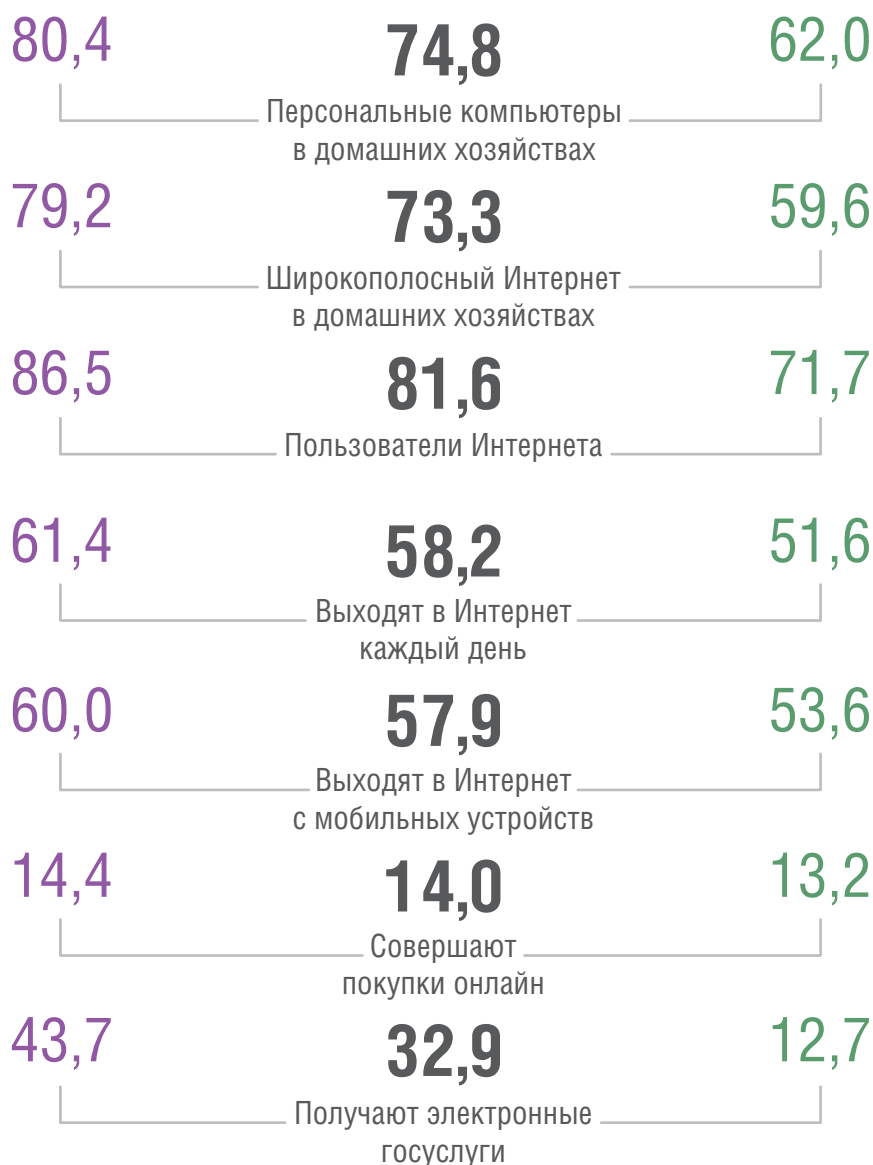 80,4 74,8 62,0
Персональные компьютеры
в домашних хозяйствах
79,2 73,3 59,6
Широкополосный Интернет
в домашних хозяйствах
86,5 81,6 71,7
Пользователи Интернета
61,4 58,2 51,6
Выходят в Интернет
каждый день
60,0 57,9 53,6
Выходят в Интернет
с мобильных устройств
14,4 14,0 13,2
Совершают
покупки онлайн
43,7 32,9 12,7
Получают электронные
госуслуги